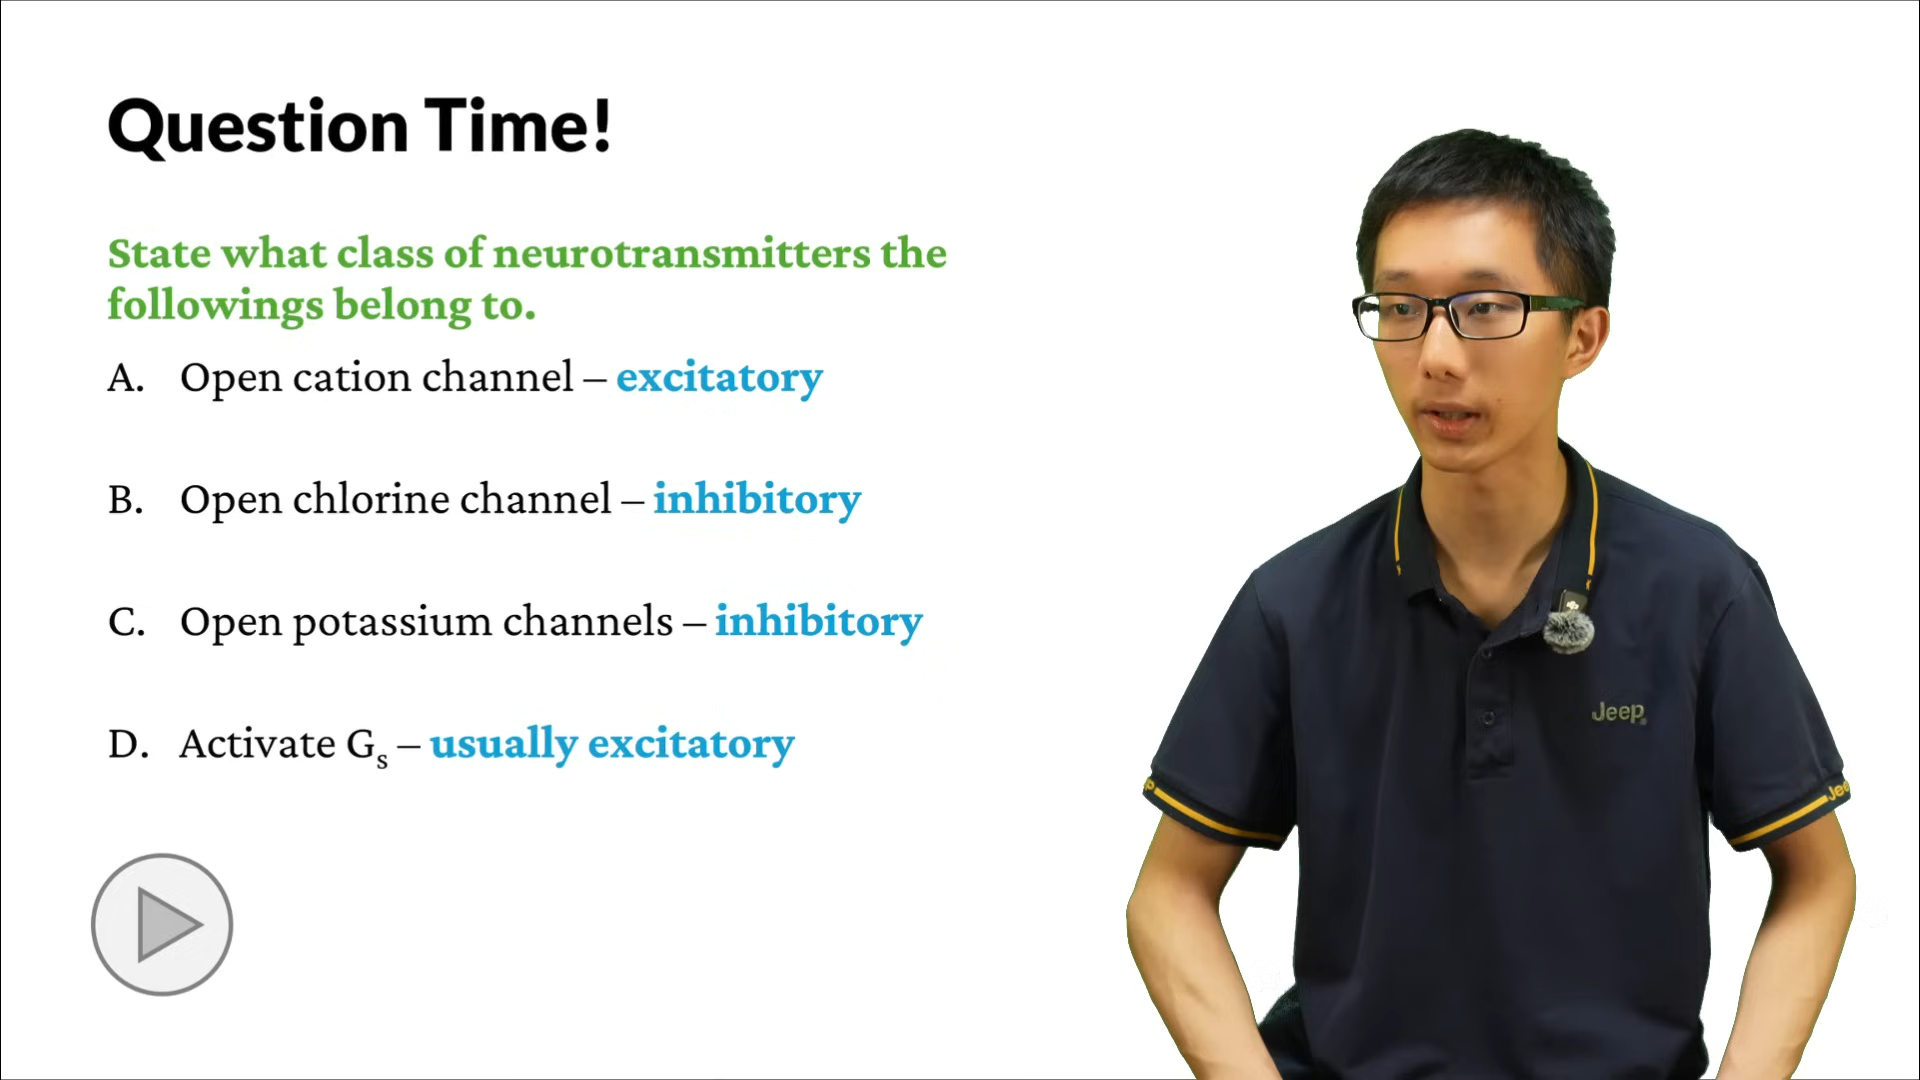 Question Time!
State what class of neurotransmitters the
followings belong to.
A. Open cation channel – excitatory
B. Open chlorine channel – inhibitory
C. Open potassium channels – inhibitory
D. Activate Gs – usually excitatory
Jeep